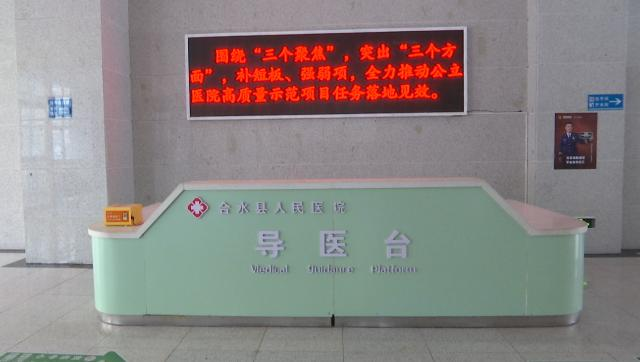 围绕“三个聚焦”，突出“三个方
面”，补短板、强弱项，全力推动公立
医院高质量示范项目任务落地见效。
合水县人民医院
导医台
Medical guidance Platform